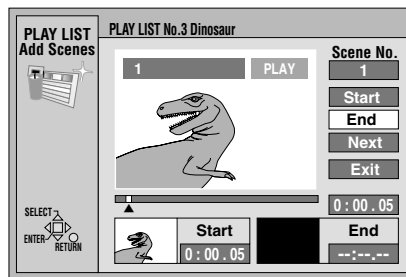 PLAY LIST
Add Scenes
PLAY LIST No.3 Dinosaur
1 PLAY
Scene No.
1
Start
End
Next
Exit
0 : 00 . 05
SELECT
ENTER
RETURN
Start
0 : 00 . 05
End
--:--.--